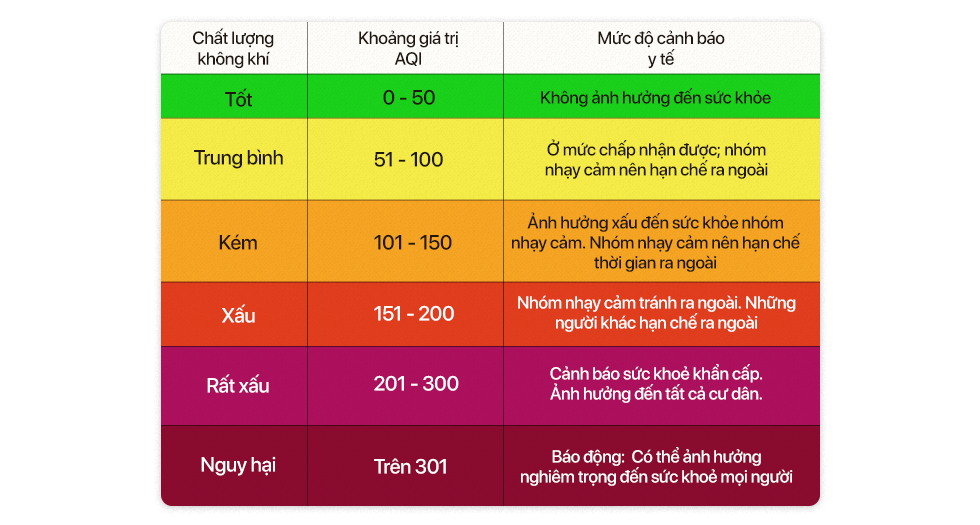 Chất lượng
không khí
Khoảng giá trị
AQI
Mức độ cảnh báo
y tế
Tốt
0 - 50
Không ảnh hưởng đến sức khỏe
Trung bình
51 - 100
Ở mức chấp nhận được; nhóm
nhạy cảm nên hạn chế ra ngoài
Kém
101 - 150
Ảnh hưởng xấu đến sức khỏe nhóm
nhạy cảm. Nhóm nhạy cảm nên hạn chế
thời gian ra ngoài
Xấu
151 - 200
Nhóm nhạy cảm tránh ra ngoài. Những
người khác hạn chế ra ngoài
Rất xấu
201 - 300
Cảnh báo sức khoẻ khẩn cấp.
Ảnh hưởng đến tất cả cư dân.
Nguy hại
Trên 301
Báo động:  Có thể ảnh hưởng
nghiêm trọng đến sức khoẻ mọi người